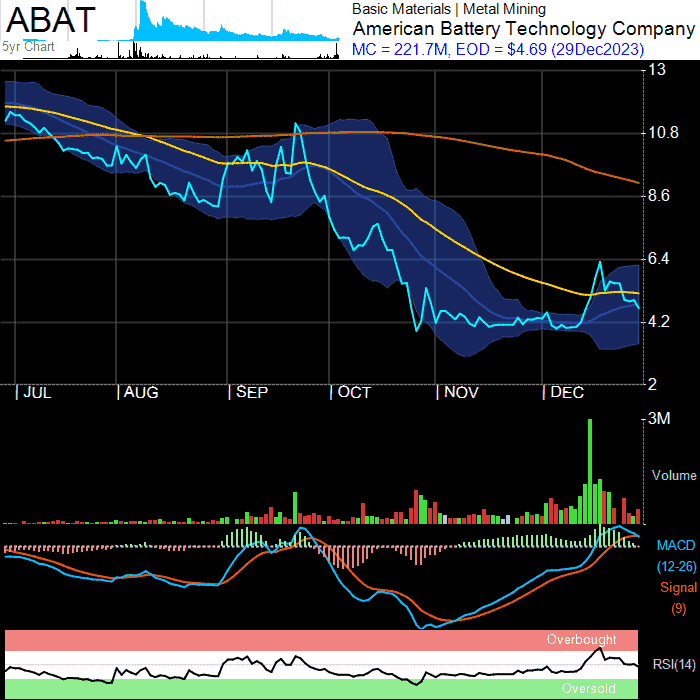 ABAT
5yr Chart
Basic Materials | Metal Mining
American Battery Technology Company
MC = 221.7M, EOD = $4.69 (29Dec2023)
13
10.8
8.6
6.4
4.2
2
| JUL | AUG | SEP | OCT | NOV | DEC
3M
Volume
MACD
(12-26)
Signal
(9)
Overbought
RSI(14)
Oversold